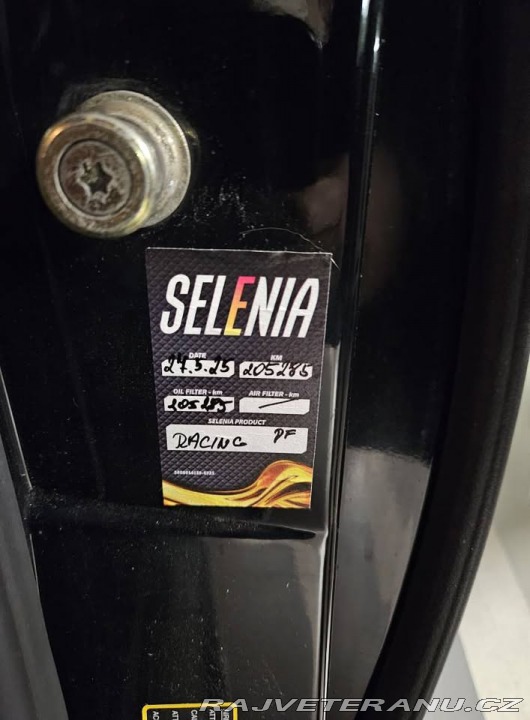 SELENIA
DATE KM
27.5.25 205285
OIL FILTER - km AIR FILTER - km
205285 —
SELENIA PRODUCT
RACING PF
RAJVETERANU.CZ